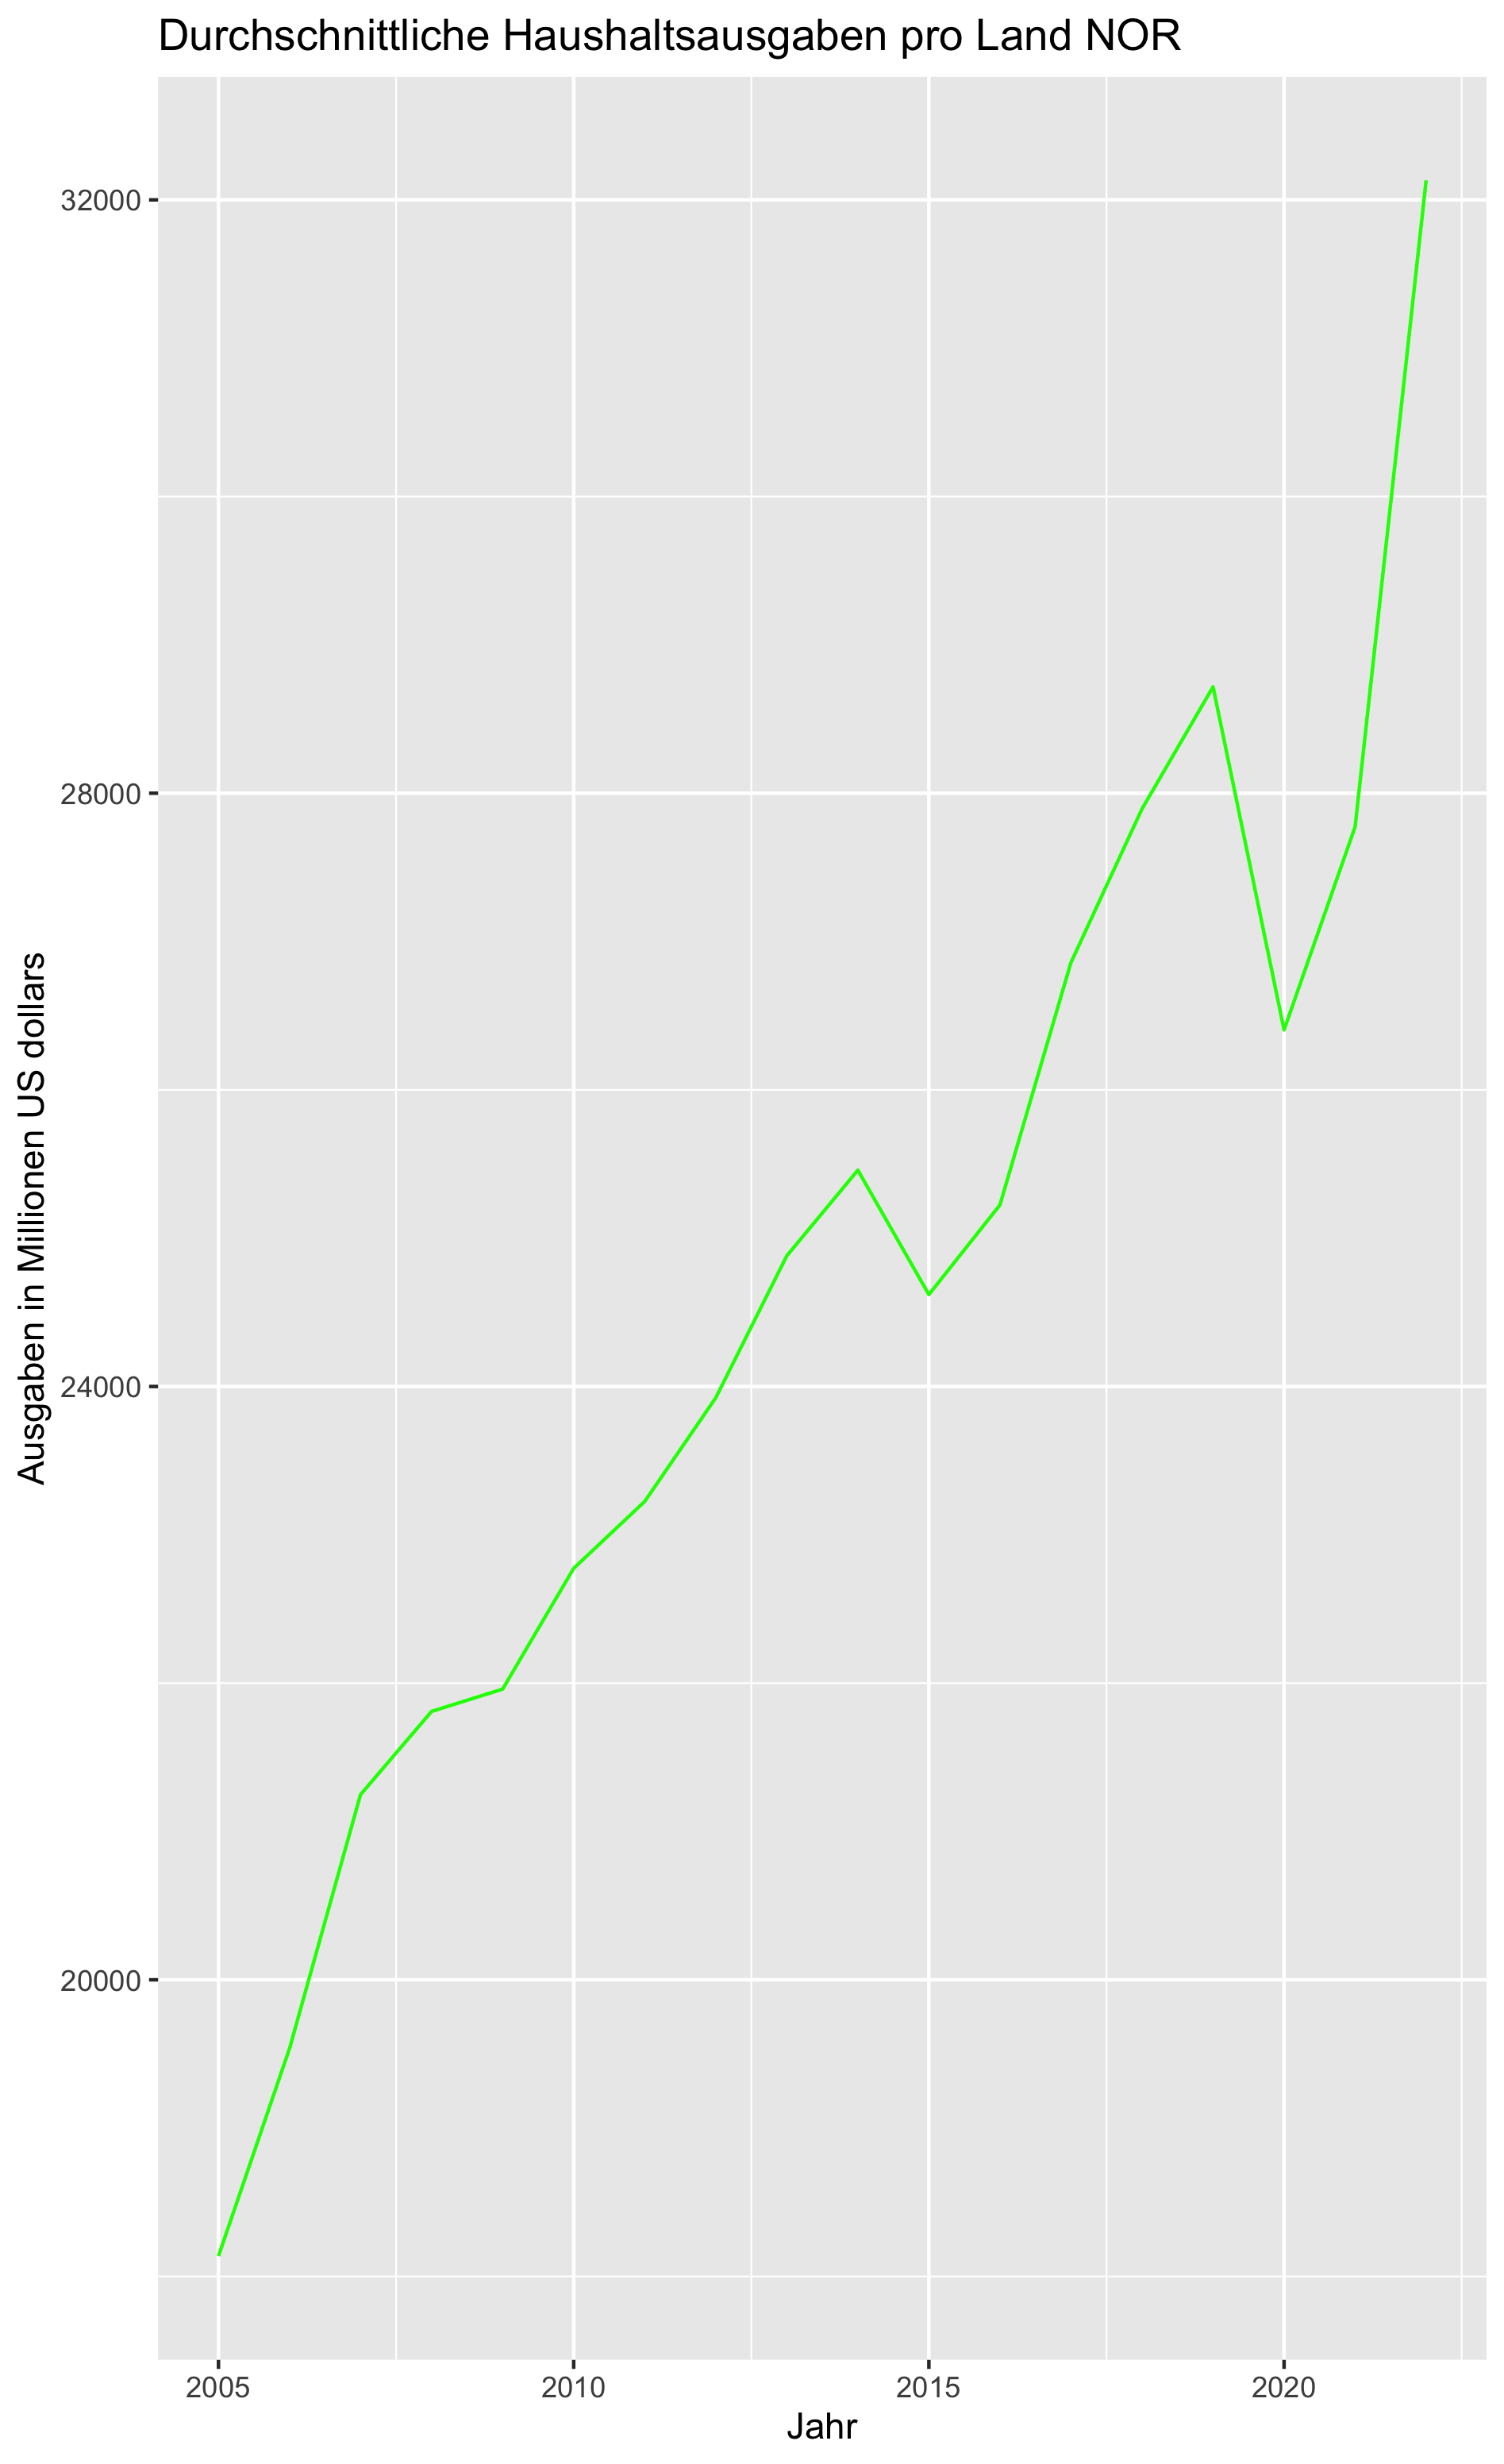 Durchschnittliche Haushaltsausgaben pro Land NOR
Ausgaben in Millionen US dollars
32000
28000
24000
20000
2005
2010
2015
2020
Jahr